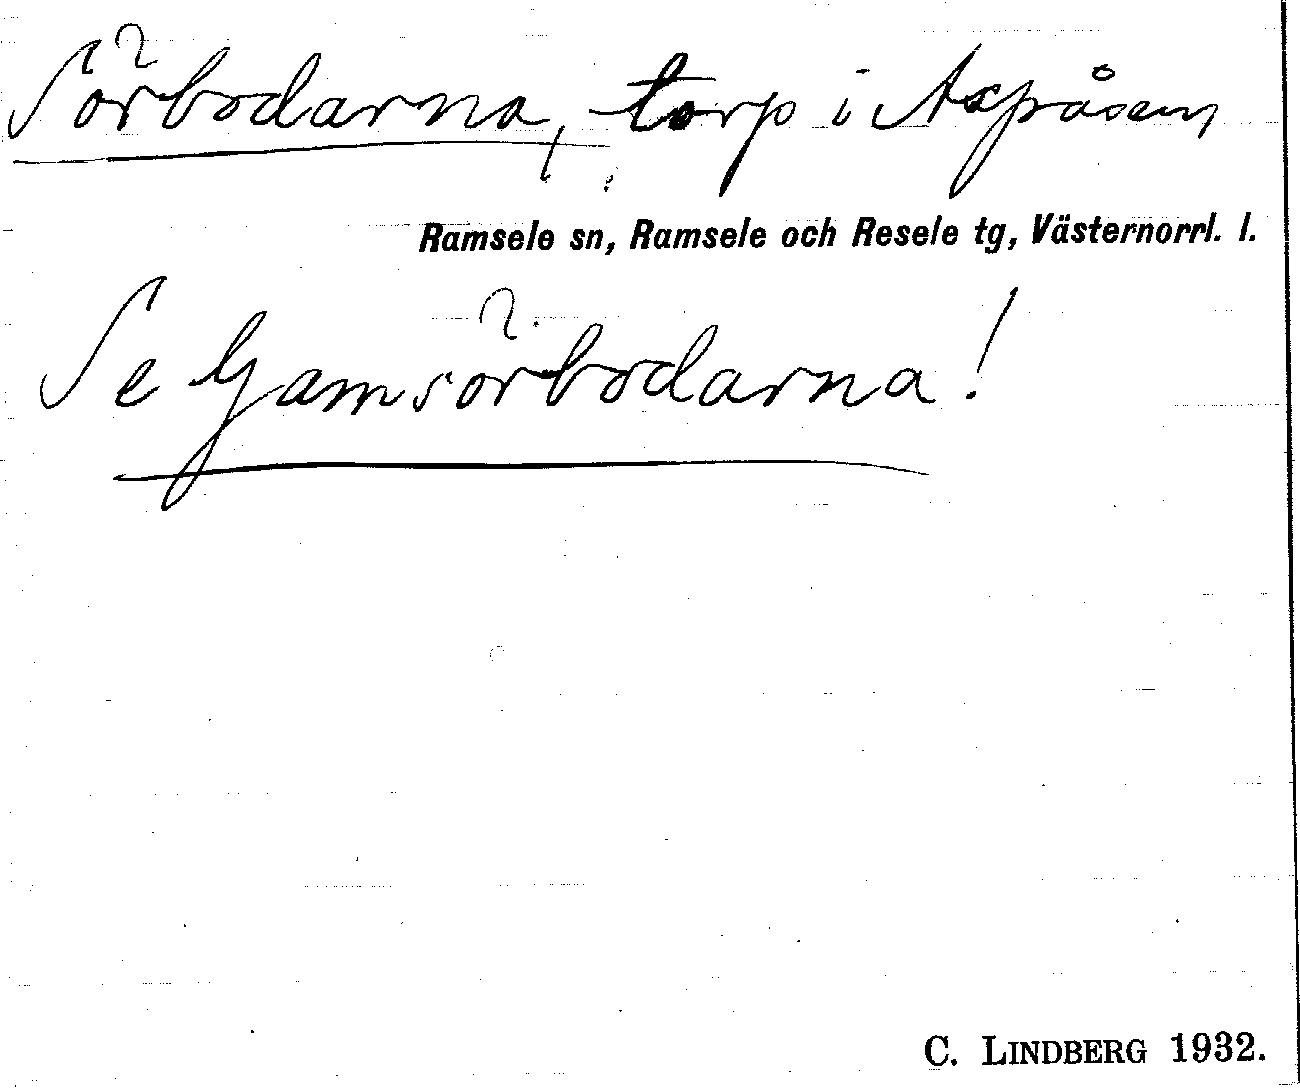 Sörbodarna, torp i Aspåsen
Ramsele sn, Ramsele och Resele tg, Västernorrl. l.
Se Gamsörbodarna!
C. LINDBERG 1932.